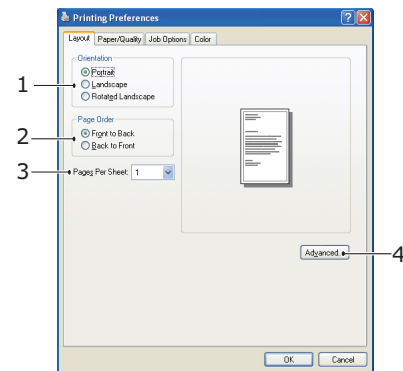 Printing Preferences
Layout Paper/Quality Job Options Color
Orientation
Portrait
1
Landscape
Rotated Landscape
Page Order
Front to Back
2
Back to Front
3
Pages Per Sheet: 1
Advanced...
4
OK Cancel